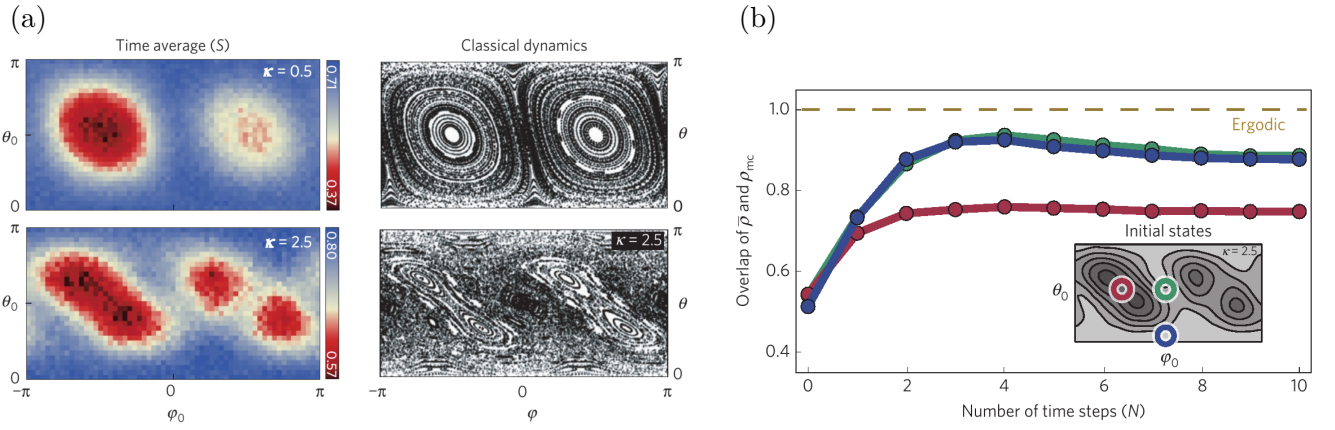 (a)
Time average (S)
Classical dynamics
π
θ₀
0
κ = 0.5
0.71
0.37
π
θ
0
π
θ₀
0
κ = 2.5
0.80
0.57
κ = 2.5
π
θ
0
−π
0
π
φ₀
−π
0
π
φ
(b)
Overlap of ρ̅ and ρmc
1.0
0.8
0.6
0.4
Ergodic
Initial states
κ = 2.5
θ₀
φ₀
0
2
4
6
8
10
Number of time steps (N)